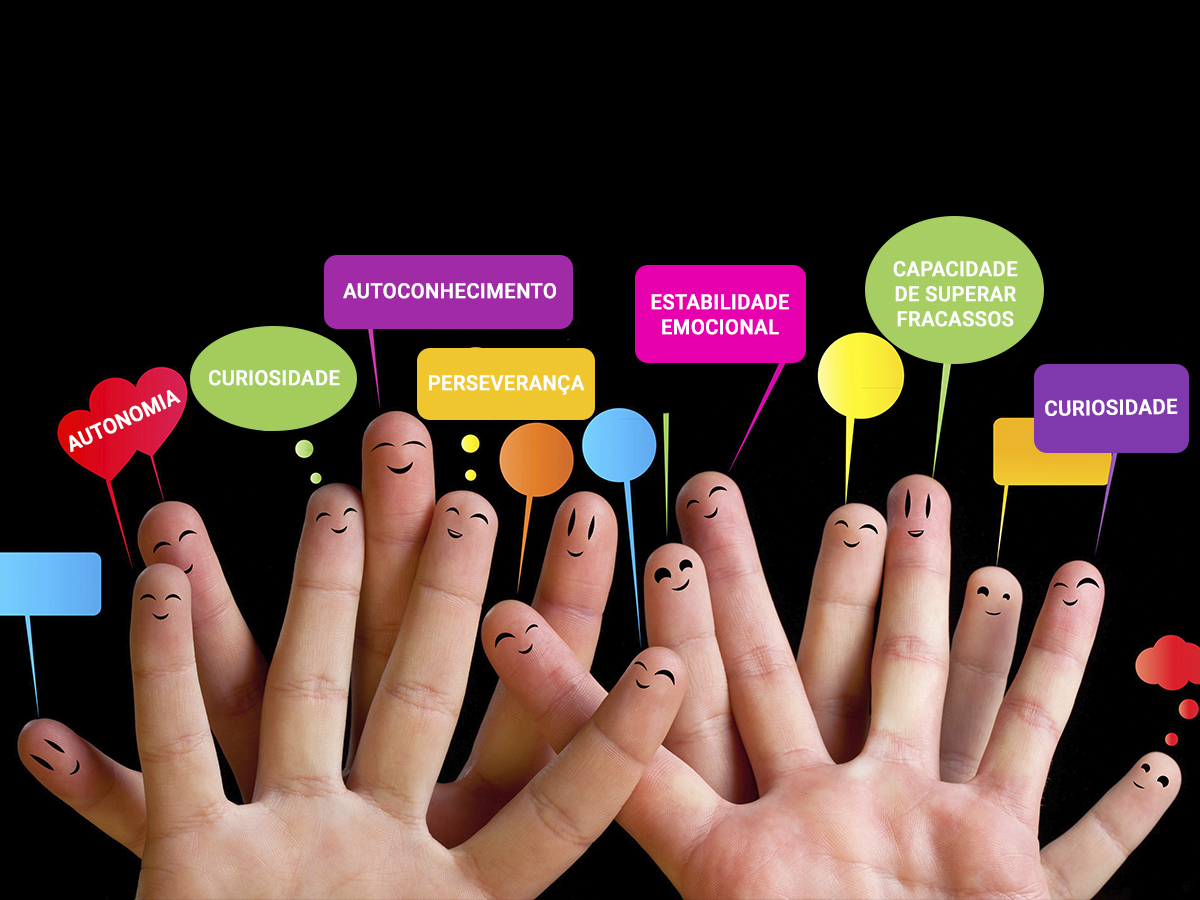 AUTOCONHECIMENTO
ESTABILIDADE
EMOCIONAL
CAPACIDADE
DE SUPERAR
FRACASSOS
AUTONOMIA
CURIOSIDADE
PERSEVERANÇA
CURIOSIDADE